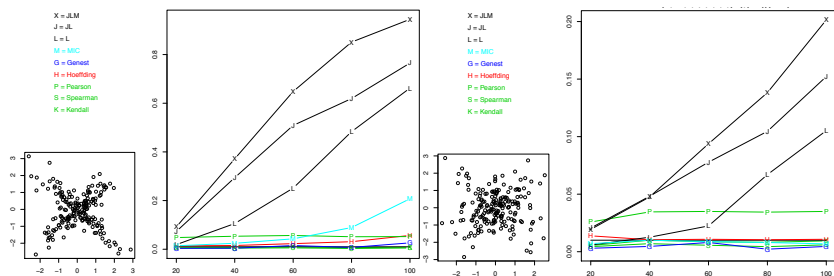 X = JLM
J = JL
L = L
M = MIC
G = Genest
H = Hoeffding
P = Pearson
S = Spearman
K = Kendall
3
2
1
0
-1
-2
-2 -1 0 1 2 3
0.8
0.6
0.4
0.2
0.0
20 40 60 80 100
X = JLM
J = JL
L = L
M = MIC
G = Genest
H = Hoeffding
P = Pearson
S = Spearman
K = Kendall
3
2
1
0
-1
-2
-3
-2 -1 0 1 2
0.20
0.15
0.10
0.05
0.00
20 40 60 80 100